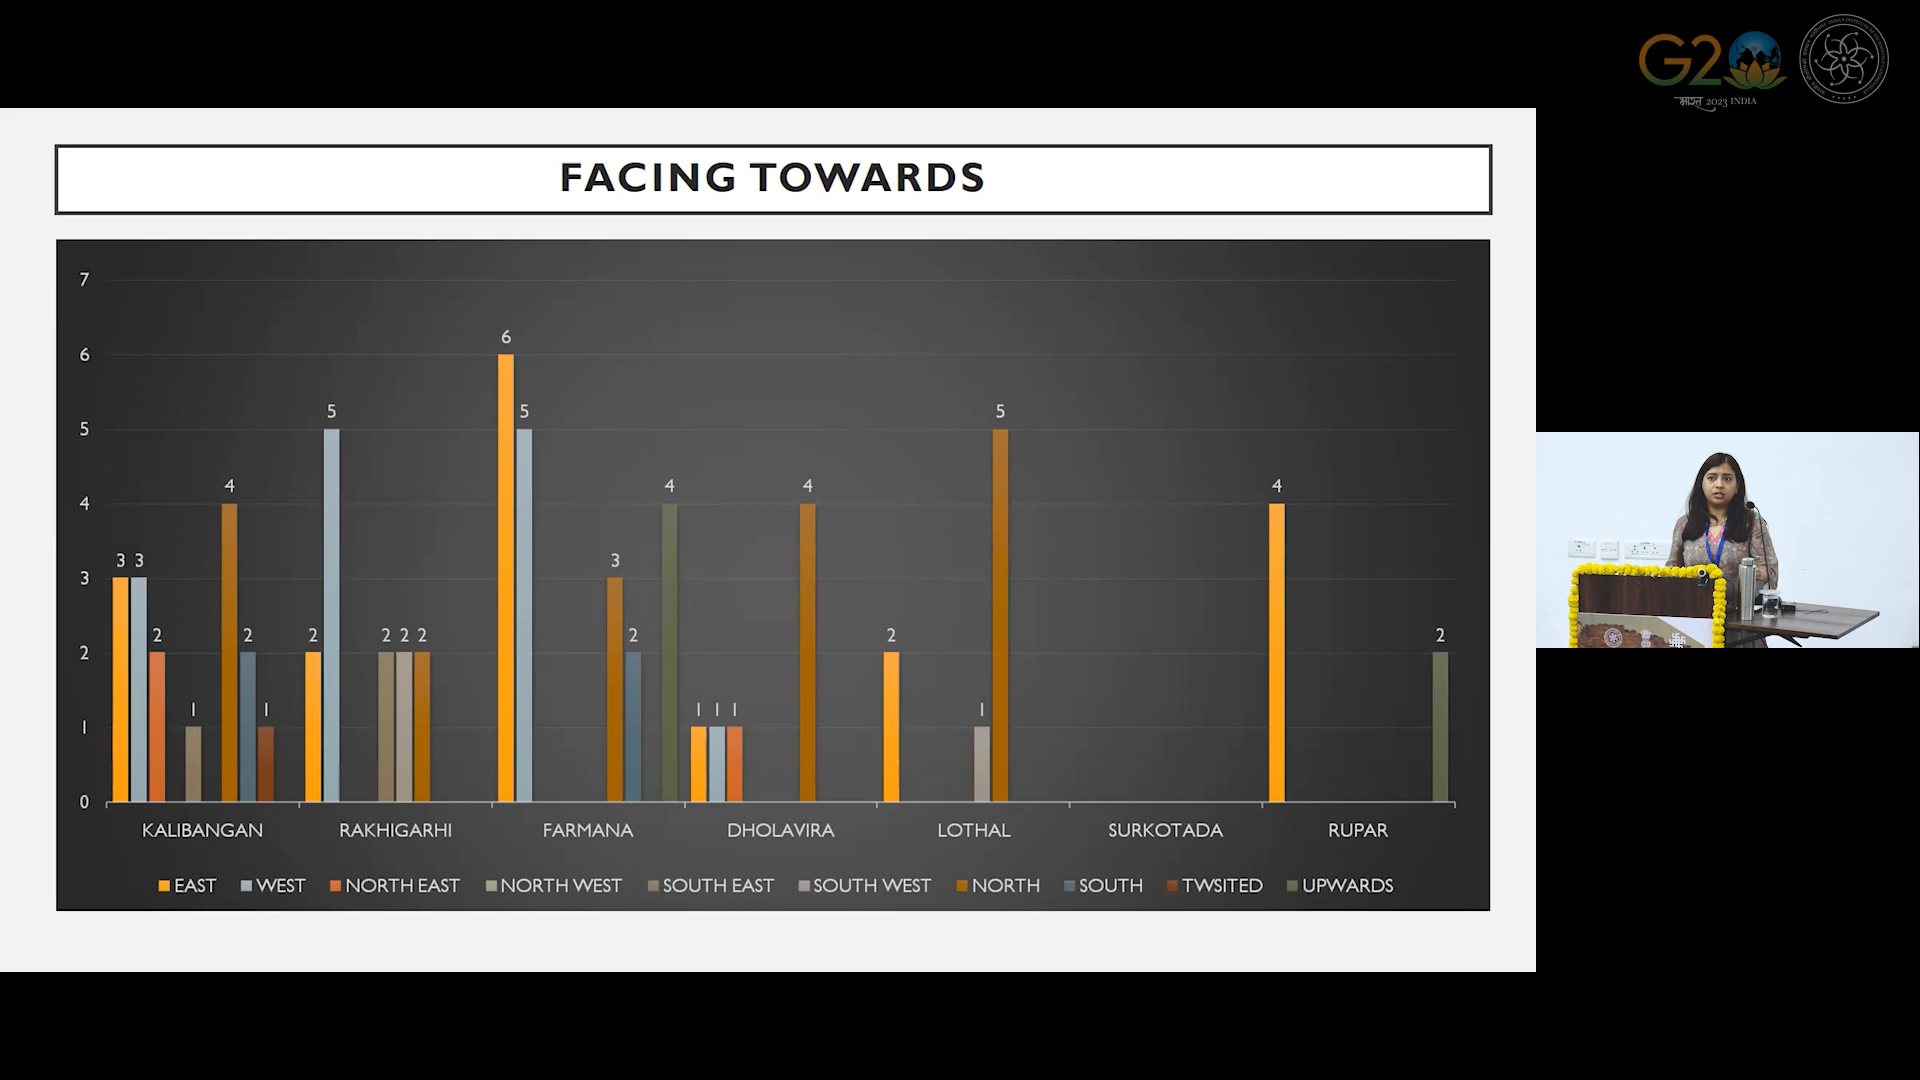 G20
भारत 2023 INDIA
FACING TOWARDS
7
6
5
4
3
2
1
0
3 3 2 1 4 2 1
2 5 2 2 2
6 5 3 2 4
1 1 1 4
2 1 5
4 2
KALIBANGAN RAKHIGARHI FARMANA DHOLAVIRA LOTHAL SURKOTADA RUPAR
EAST WEST NORTH EAST NORTH WEST SOUTH EAST SOUTH WEST NORTH SOUTH TWSITED UPWARDS